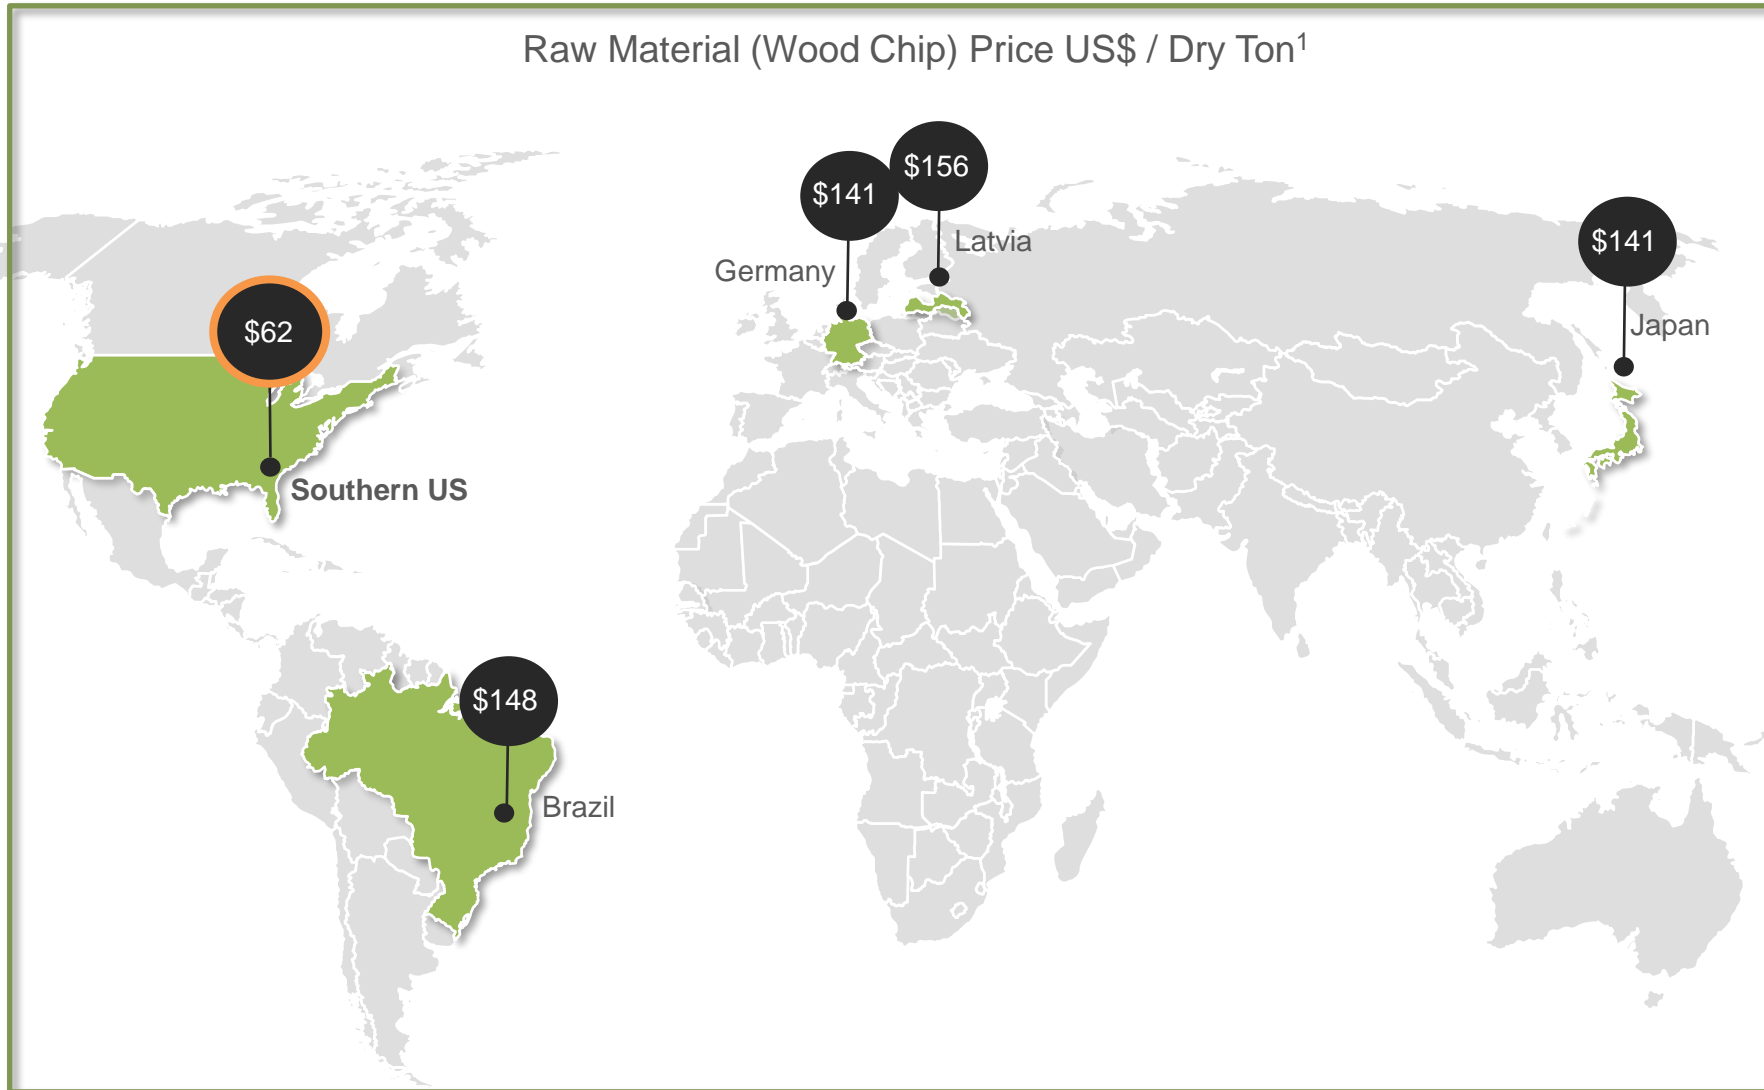 Raw Material (Wood Chip) Price US$ / Dry Ton¹
$156
$141
Latvia
$141
Germany
$62
Japan
Southern US
$148
Brazil